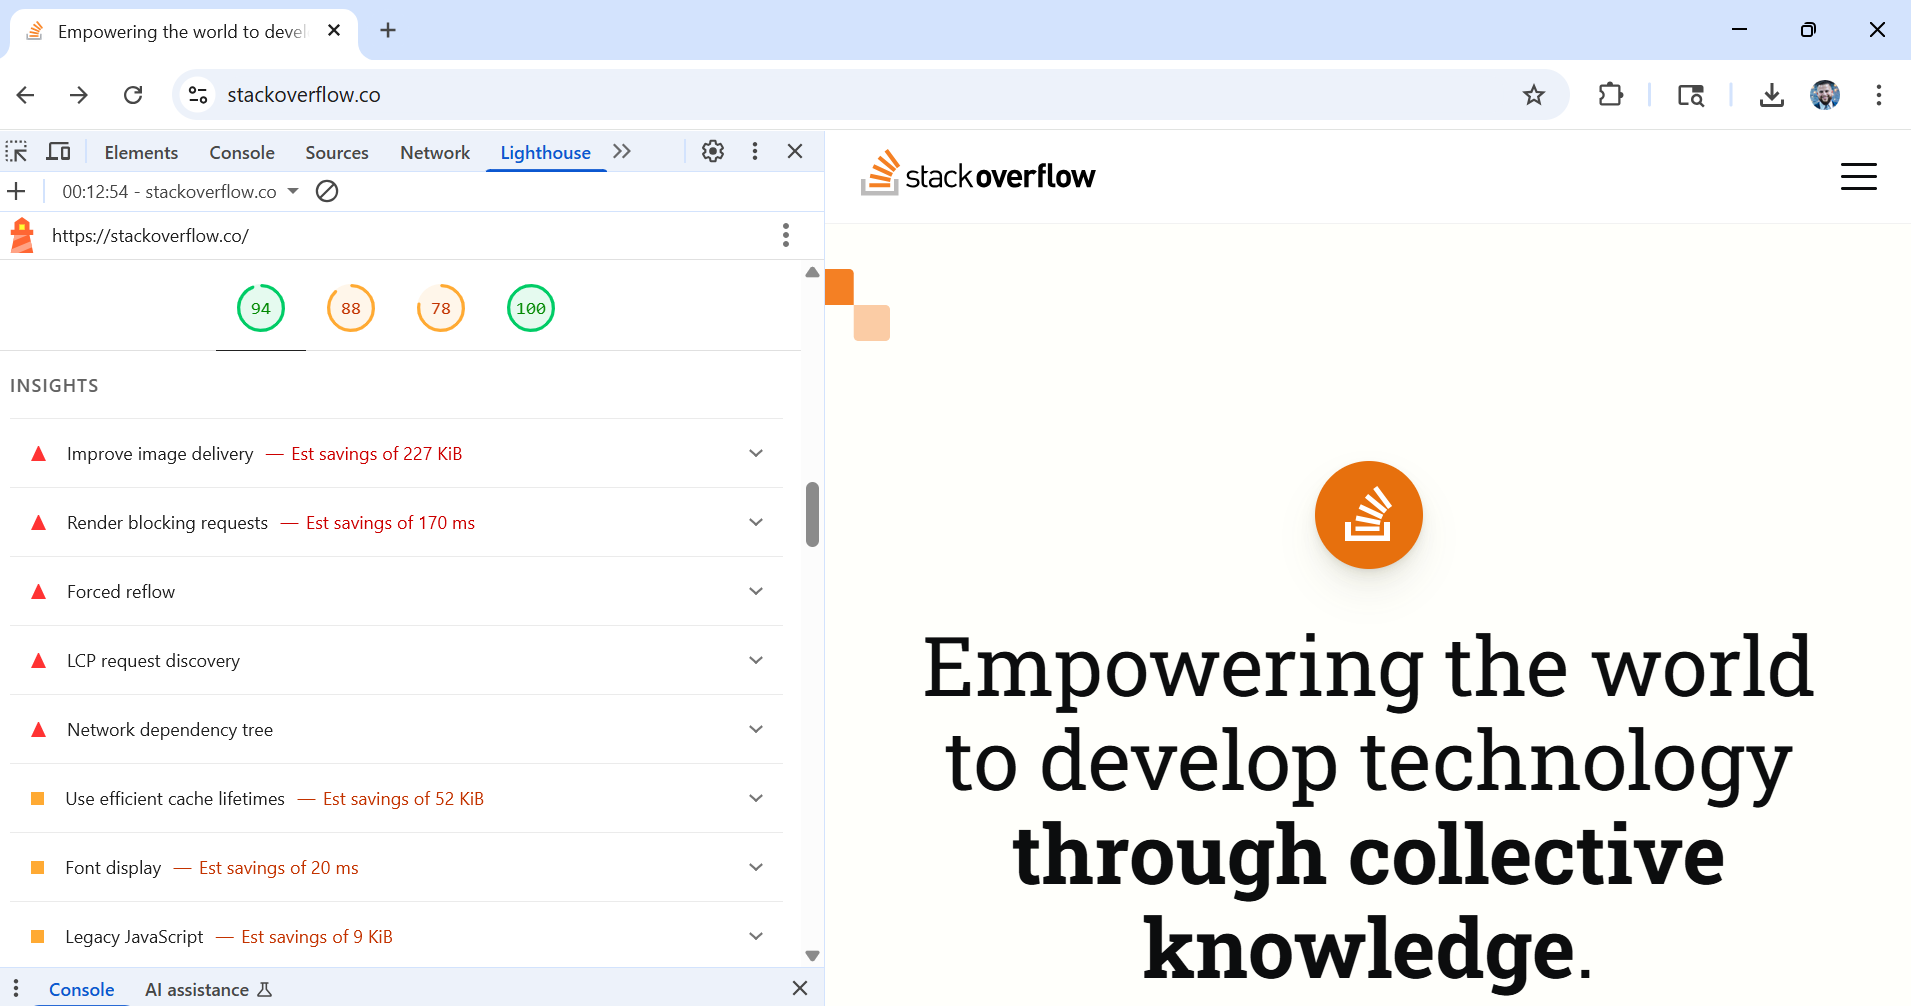 Empowering the world to devel
stackoverflow.co
Elements Console Sources Network Lighthouse
00:12:54 - stackoverflow.co
https://stackoverflow.co/
94 88 78 100
INSIGHTS
Improve image delivery — Est savings of 227 KiB
Render blocking requests — Est savings of 170 ms
Forced reflow
LCP request discovery
Network dependency tree
Use efficient cache lifetimes — Est savings of 52 KiB
Font display — Est savings of 20 ms
Legacy JavaScript — Est savings of 9 KiB
Console AI assistance
stackoverflow
Empowering the world
to develop technology
through collective
knowledge.